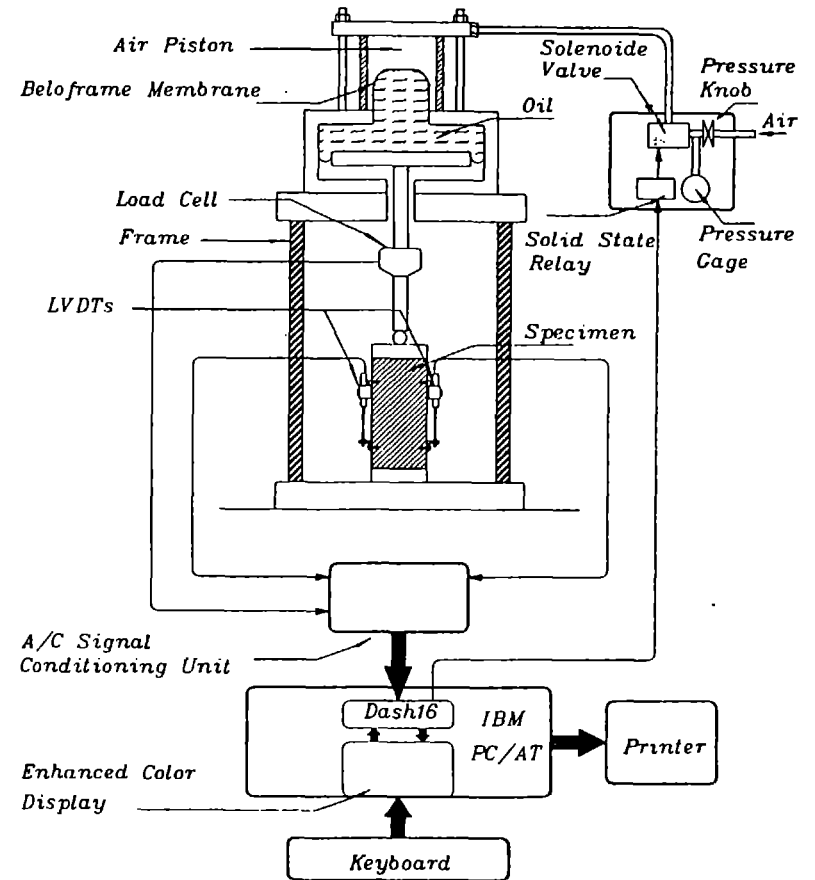 Air Piston
Beloframe Membrane
Oil
Solenoide
Valve
Pressure
Knob
Air
Load Cell
Frame
Solid State
Relay
Pressure
Gage
LVDTs
Specimen
A/C Signal
Conditioning Unit
Dash16
IBM
PC/AT
Printer
Enhanced Color
Display
Keyboard